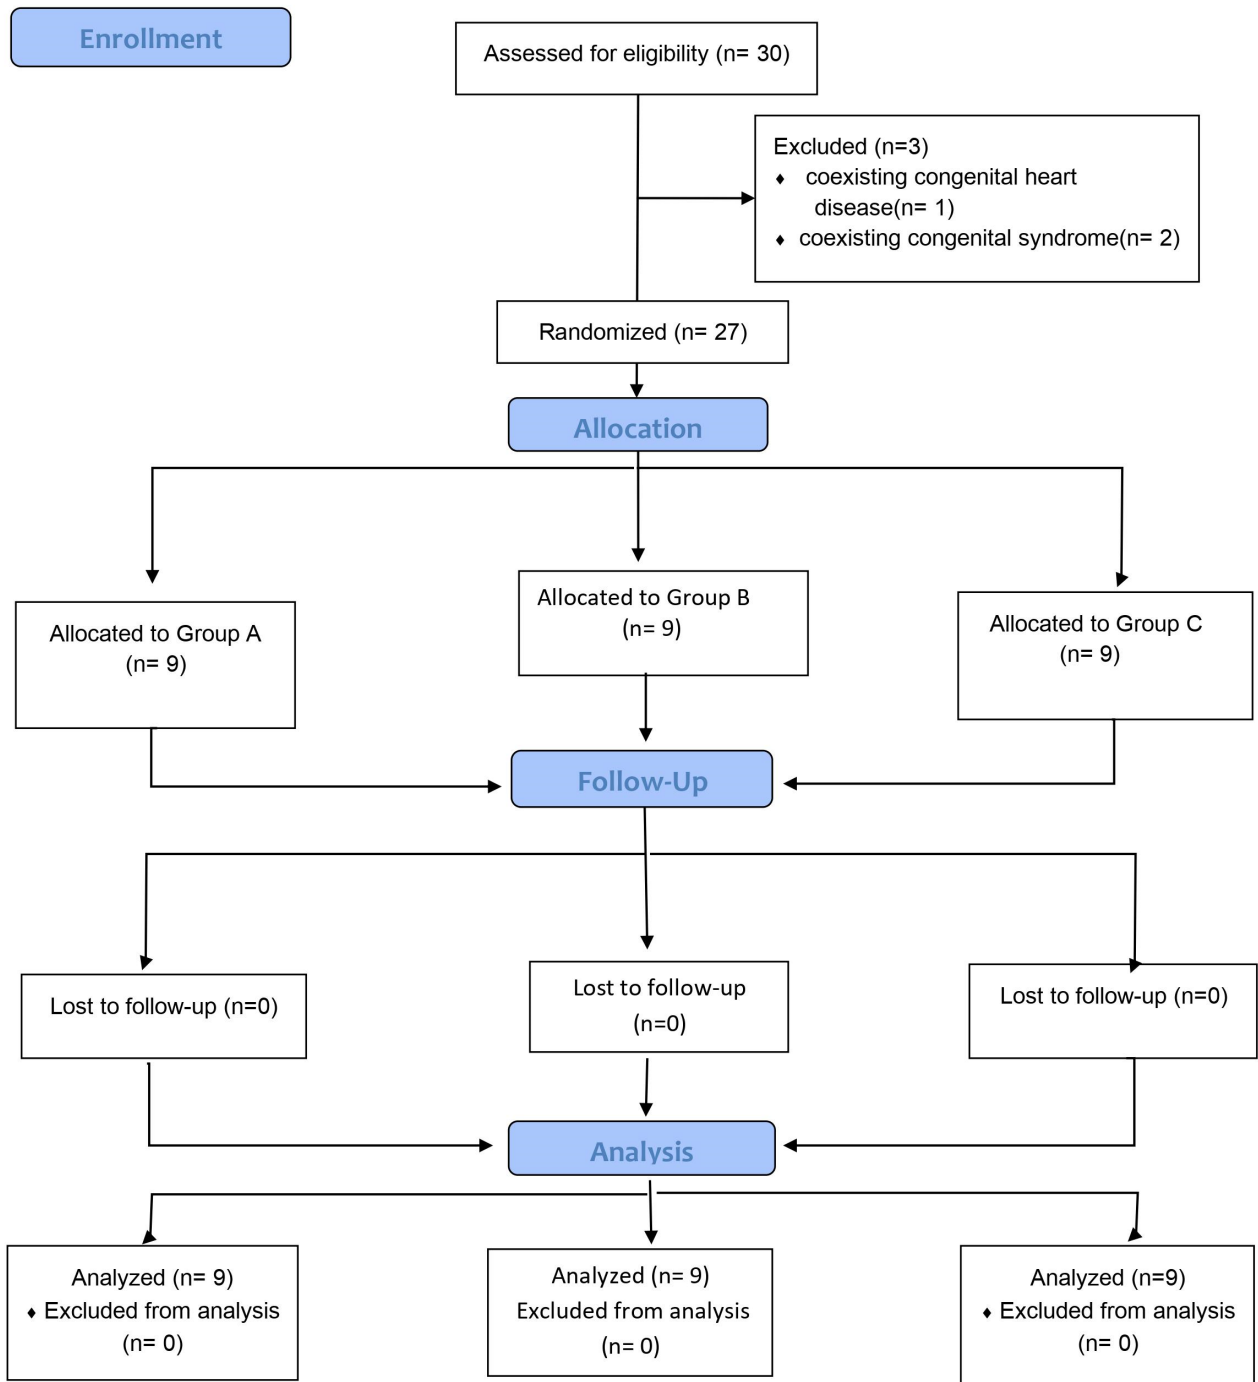 Enrollment
Assessed for eligibility (n= 30)
Excluded (n=3)
♦ coexisting congenital heart
disease(n= 1)
♦ coexisting congenital syndrome(n= 2)
Randomized (n= 27)
Allocation
Allocated to Group A
(n= 9)
Allocated to Group B
(n= 9)
Allocated to Group C
(n= 9)
Follow-Up
Lost to follow-up (n=0)
Lost to follow-up
(n=0)
Lost to follow-up (n=0)
Analysis
Analyzed (n= 9)
♦ Excluded from analysis
(n= 0)
Analyzed (n= 9)
Excluded from analysis
(n= 0)
Analyzed (n=9)
♦ Excluded from analysis
(n= 0)